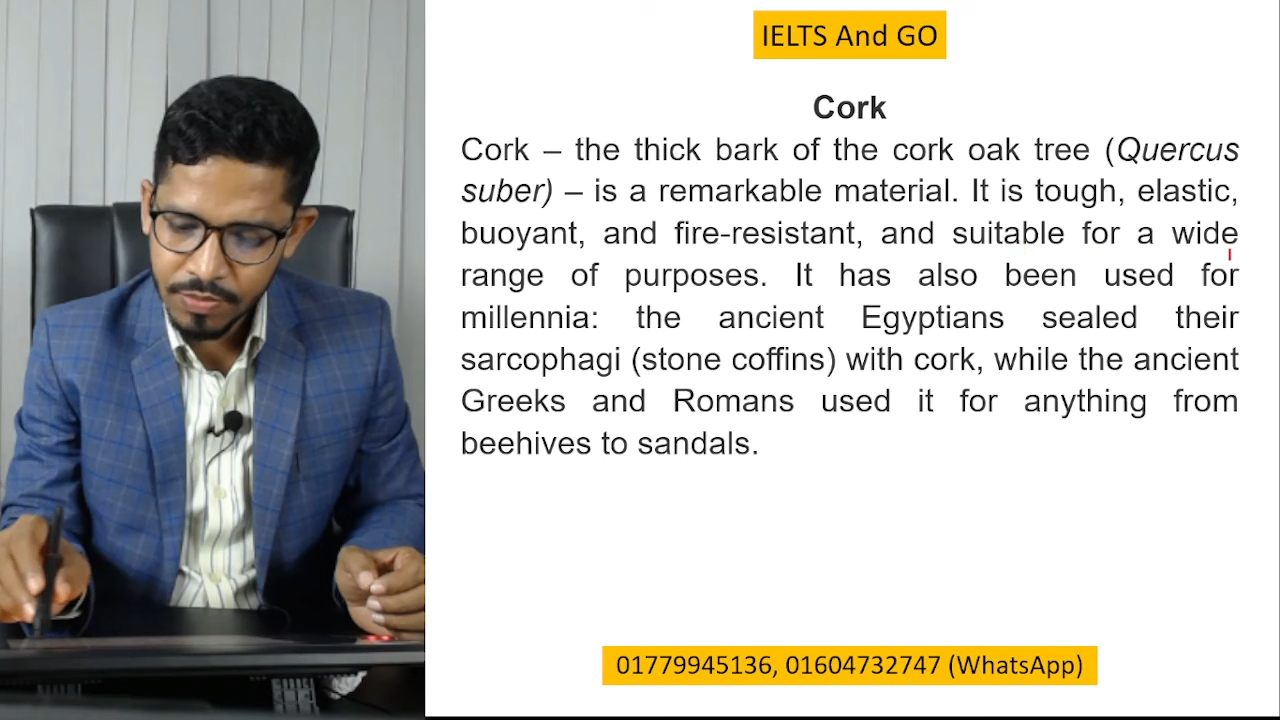 IELTS And GO
Cork
Cork – the thick bark of the cork oak tree (Quercus
suber) – is a remarkable material. It is tough, elastic,
buoyant, and fire-resistant, and suitable for a wide
range of purposes. It has also been used for
millennia: the ancient Egyptians sealed their
sarcophagi (stone coffins) with cork, while the ancient
Greeks and Romans used it for anything from
beehives to sandals.
01779945136, 01604732747 (WhatsApp)